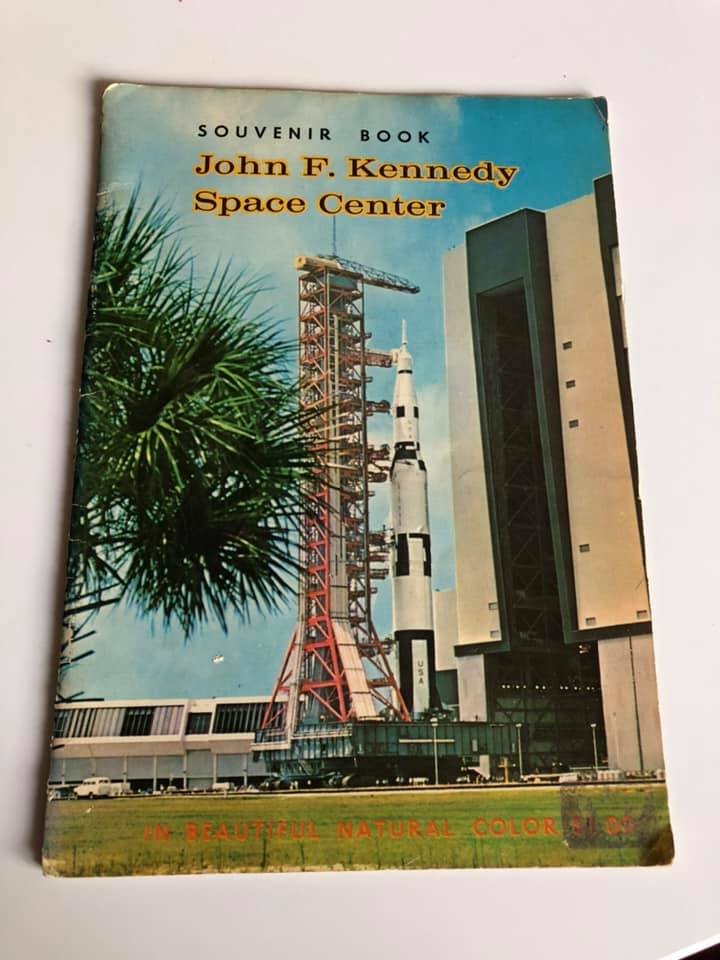 SOUVENIR BOOK
John F. Kennedy
Space Center
USA
IN BEAUTIFUL NATURAL COLOR $1.00